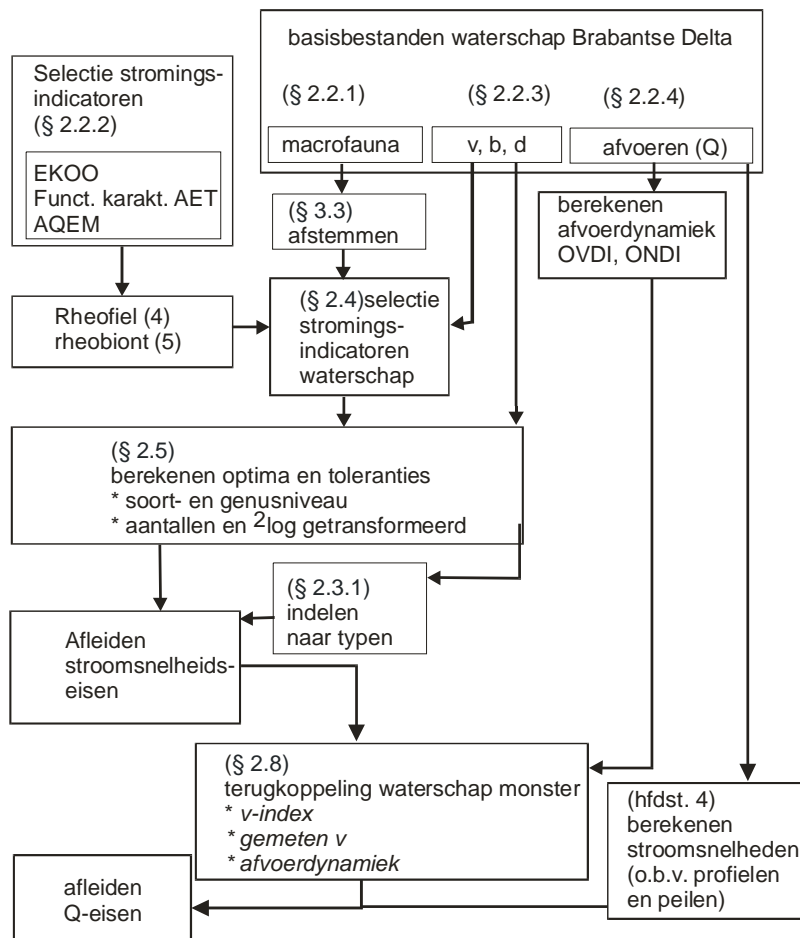 basisbestanden waterschap Brabantse Delta
Selectie stromings-
indicatoren
(§ 2.2.2)
EKOO
Funct. karakt. AET
AQEM
(§ 2.2.1)
(§ 2.2.3)
(§ 2.2.4)
macrofauna
v, b, d
afvoeren (Q)
(§ 3.3)
afstemmen
berekenen
afvoerdynamiek
OVDI, ONDI
Rheofiel (4)
rheobiont (5)
(§ 2.4)selectie
stromings-
indicatoren
waterschap
(§ 2.5)
berekenen optima en toleranties
* soort- en genusniveau
* aantallen en 2log getransformeerd
(§ 2.3.1)
indelen
naar typen
Afleiden
stroomsnelheids-
eisen
(§ 2.8)
terugkoppeling waterschap monster
* v-index
* gemeten v
* afvoerdynamiek
(hfdst. 4)
berekenen
stroomsnelheden
(o.b.v. profielen
en peilen)
afleiden
Q-eisen